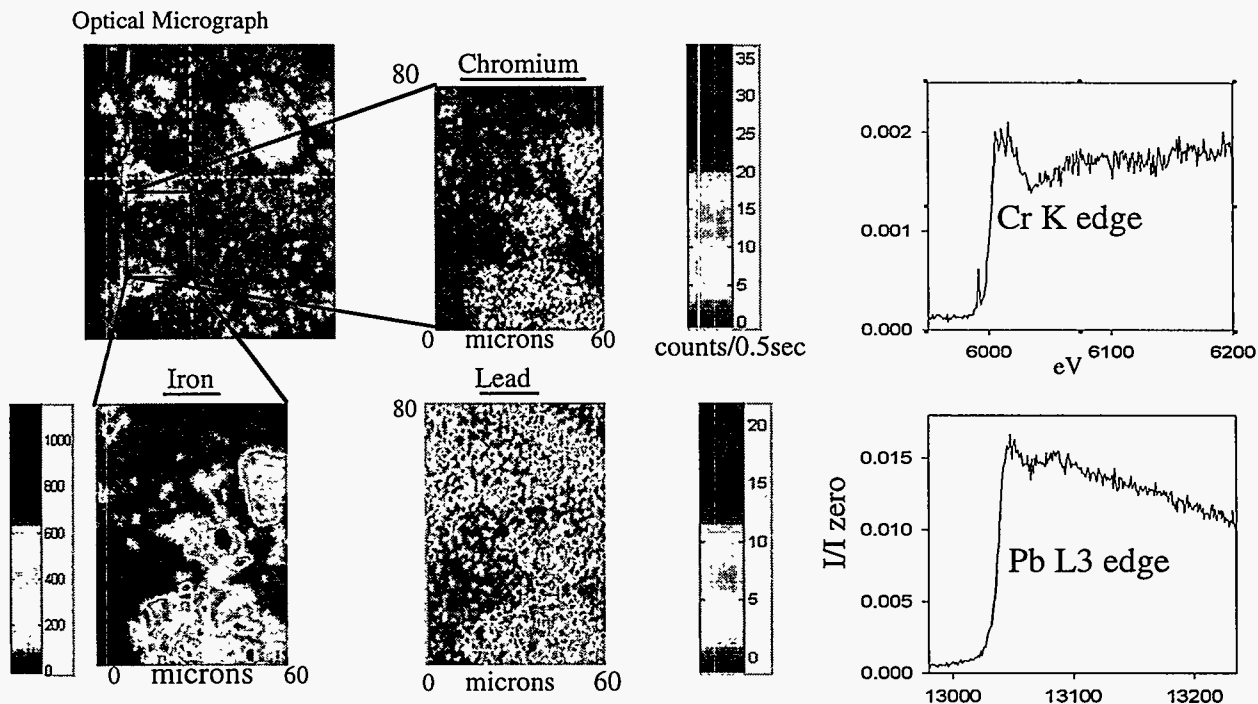 Optical Micrograph
Chromium
80
0 microns 60
35
30
25
20
15
10
5
0
counts/0.5sec
0.002
0.001
0.000
Cr K edge
6000 6100 6200
eV
Iron
1000
800
600
400
200
0
0 microns 60
Lead
80
0 microns 60
20
15
10
5
0
I/I zero
0.015
0.010
0.005
0.000
Pb L3 edge
13000 13100 13200